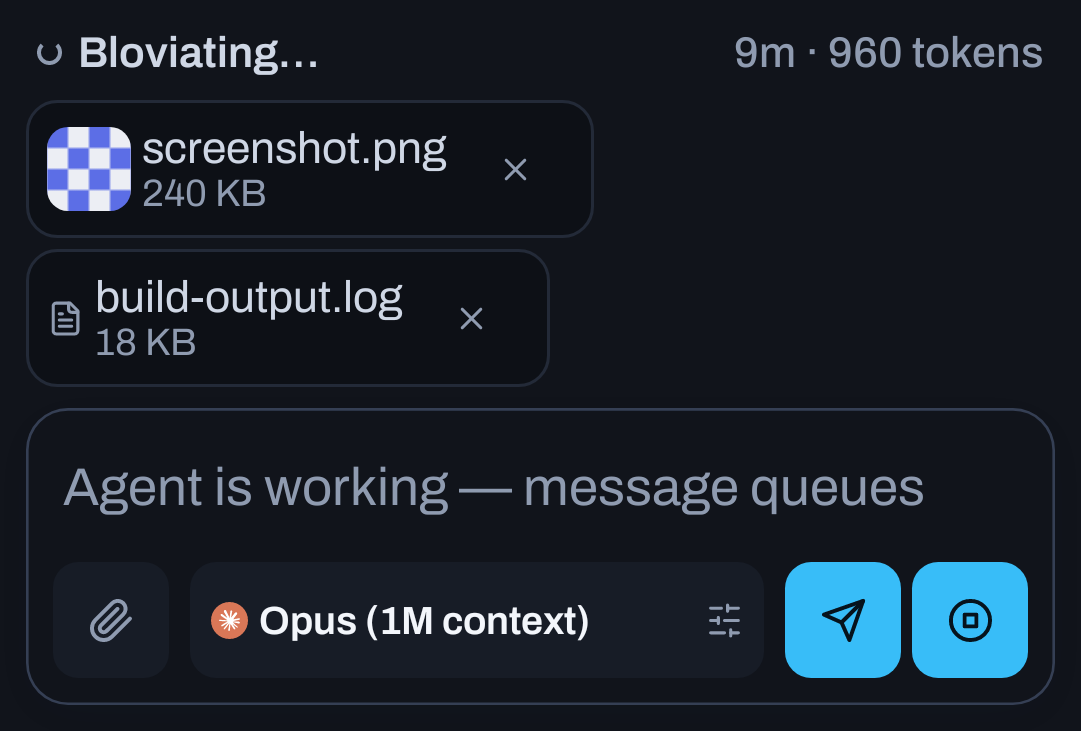 Bloviating…
9m · 960 tokens
screenshot.png
240 KB
build-output.log
18 KB
Agent is working — message queues
Opus (1M context)